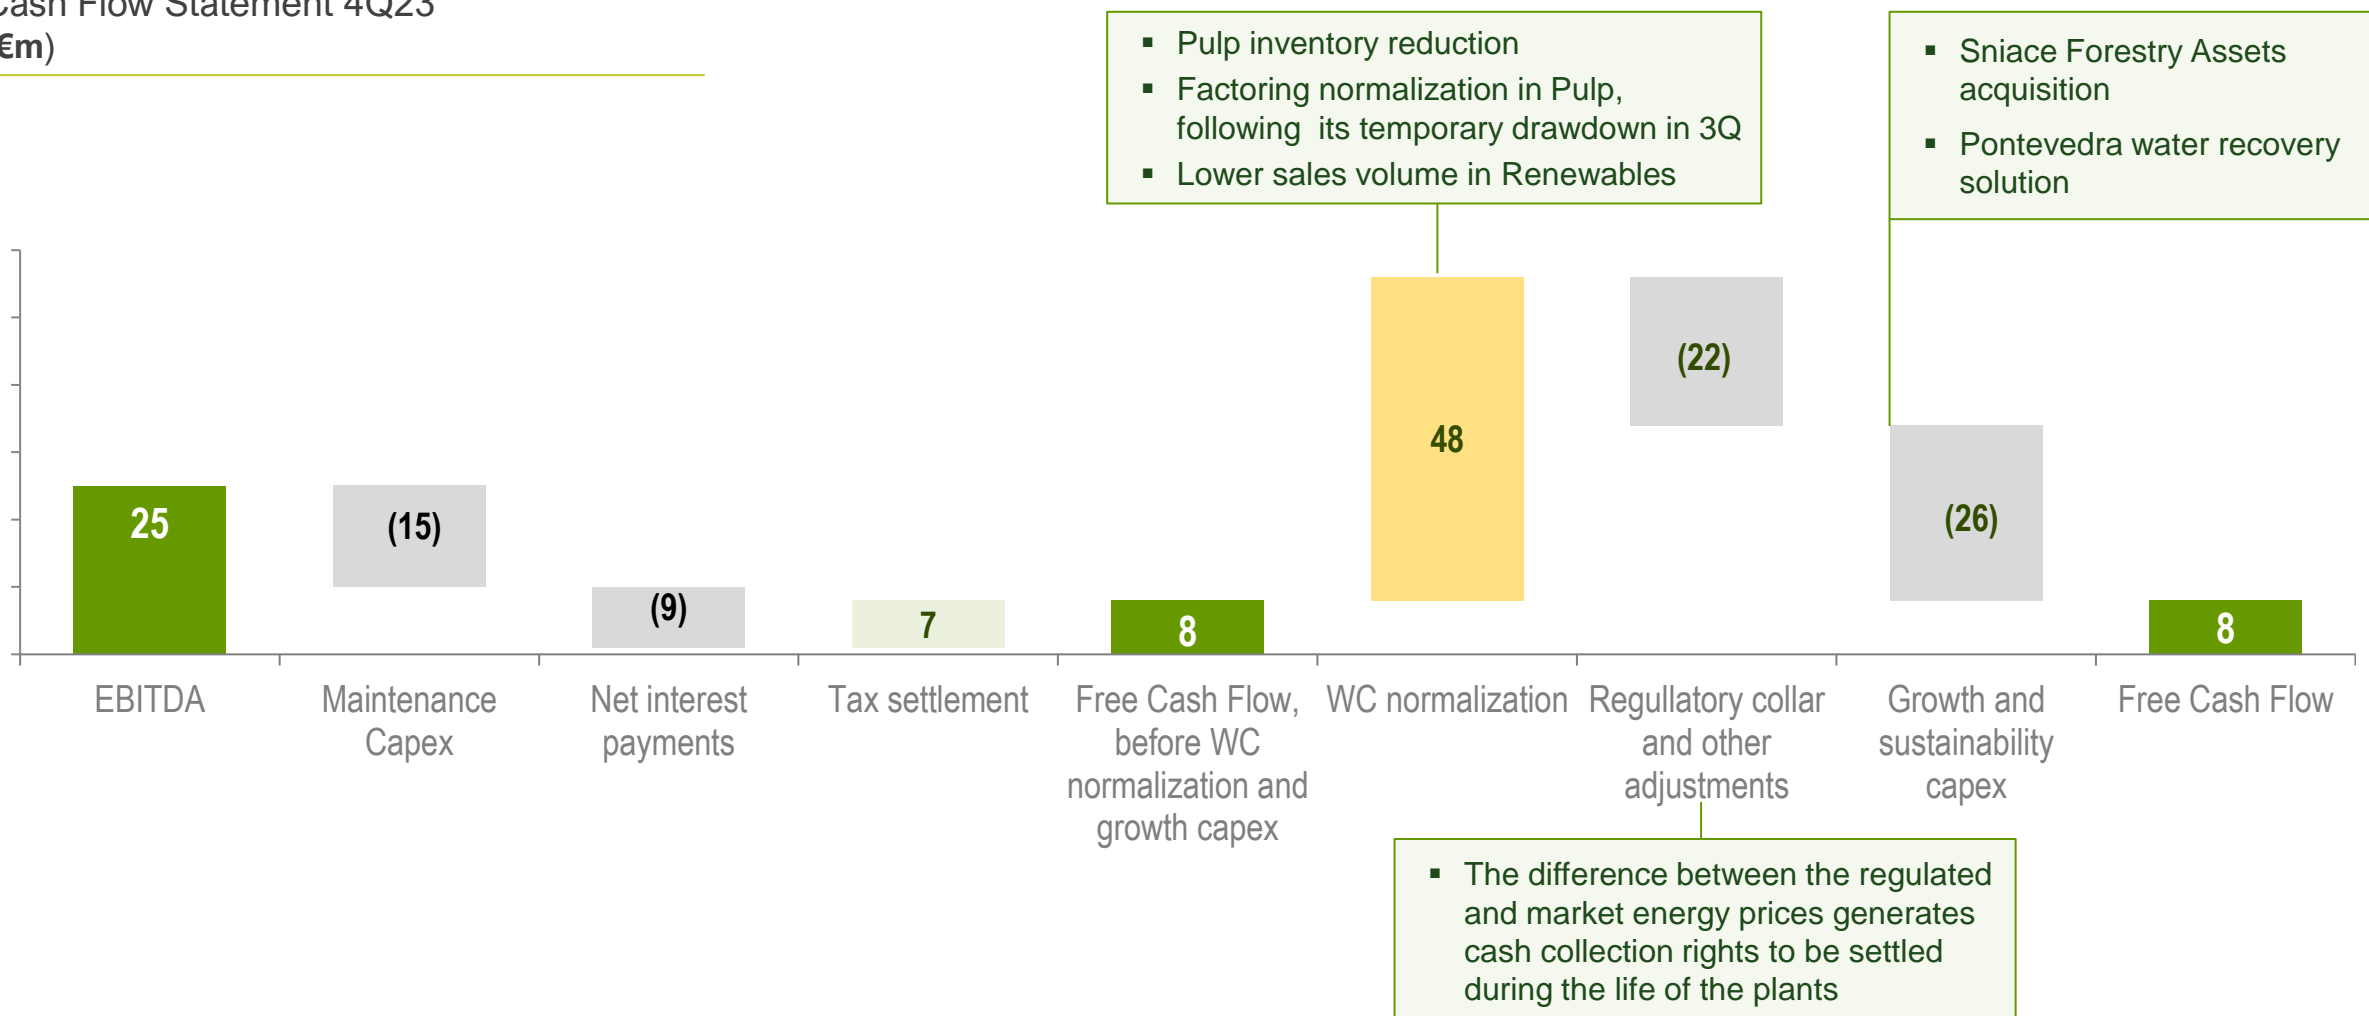 Cash Flow Statement 4Q23
€m)
▪ Pulp inventory reduction
▪ Factoring normalization in Pulp,
following its temporary drawdown in 3Q
▪ Lower sales volume in Renewables
▪ Sniace Forestry Assets
acquisition
▪ Pontevedra water recovery
solution
25
(15)
(9)
7
8
48
(22)
(26)
8
EBITDA
Maintenance
Capex
Net interest
payments
Tax settlement
Free Cash Flow,
before WC
normalization and
growth capex
WC normalization
Regullatory collar
and other
adjustments
Growth and
sustainability
capex
Free Cash Flow
▪ The difference between the regulated
and market energy prices generates
cash collection rights to be settled
during the life of the plants